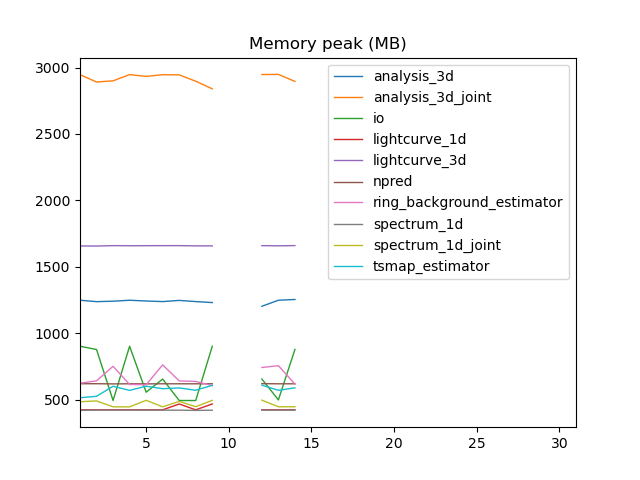 Memory peak (MB)
3000
2500
2000
1500
1000
500
analysis_3d
analysis_3d_joint
io
lightcurve_1d
lightcurve_3d
npred
ring_background_estimator
spectrum_1d
spectrum_1d_joint
tsmap_estimator
5 10 15 20 25 30